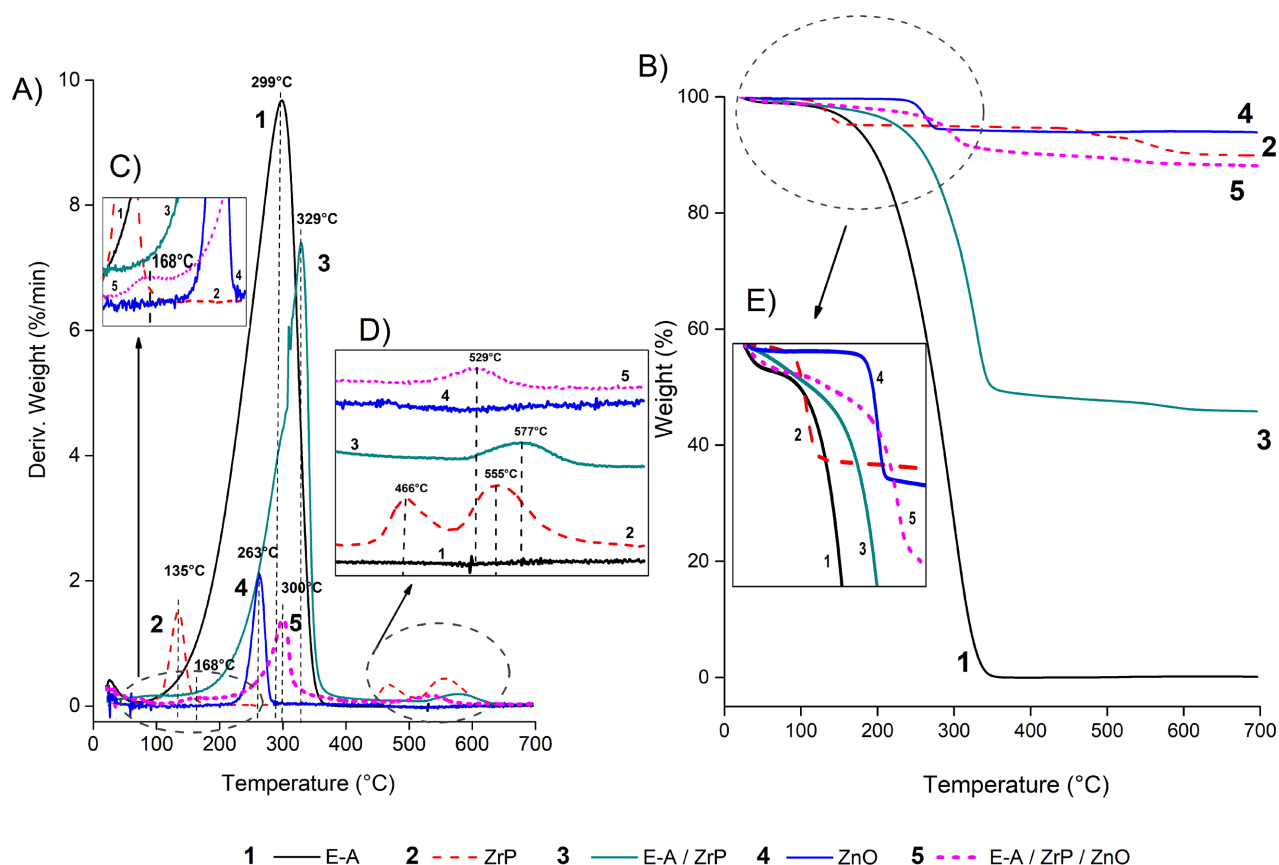 A)
B)
10
8
6
4
2
0
Deriv. Weight (%/min)
0 100 200 300 400 500 600 700
Temperature (°C)
299°C
1
329°C
3
135°C
2
168°C
263°C
4
300°C
5
C)
1
3
168°C
5
2
4
D)
529°C
5
4
3
577°C
466°C
555°C
2
1
100
80
60
40
20
0
Weight (%)
0 100 200 300 400 500 600 700
Temperature (°C)
4
2
5
3
1
E)
4
2
5
3
1
1 E-A 2 ZrP 3 E-A / ZrP 4 ZnO 5 E-A / ZrP / ZnO